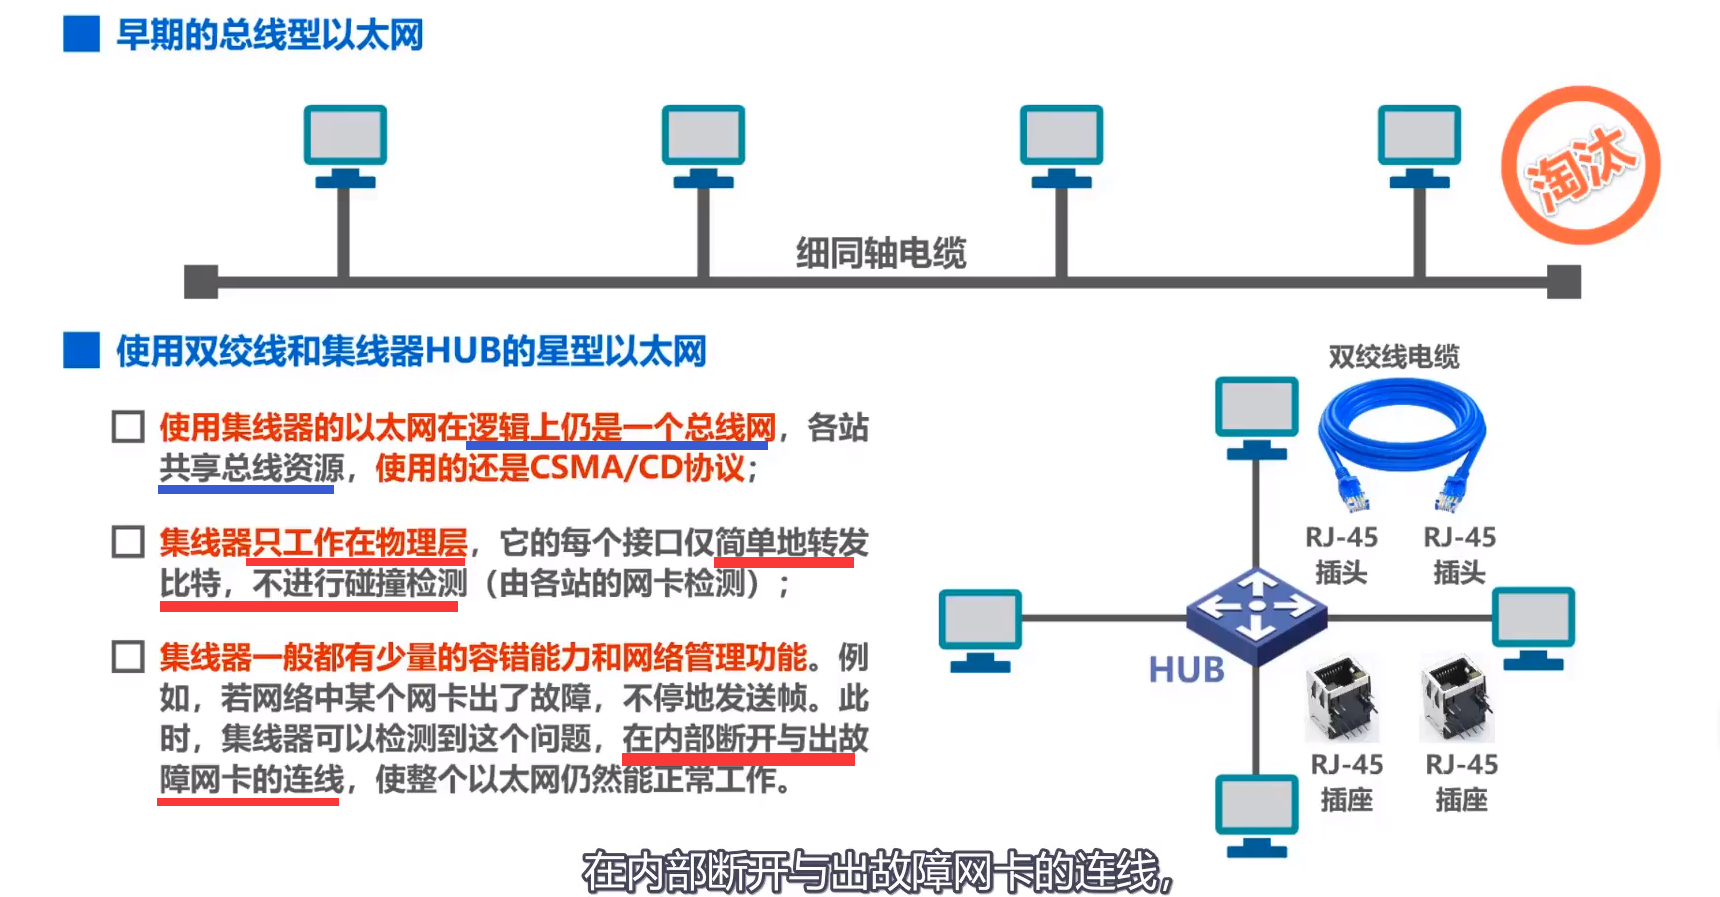 早期的总线型以太网
淘汰
细同轴电缆
使用双绞线和集线器HUB的星型以太网
使用集线器的以太网在逻辑上仍是一个总线网，各站
共享总线资源，使用的还是CSMA/CD协议；
集线器只工作在物理层，它的每个接口仅简单地转发
比特，不进行碰撞检测（由各站的网卡检测）；
集线器一般都有少量的容错能力和网络管理功能。例
如，若网络中某个网卡出了故障，不停地发送帧。此
时，集线器可以检测到这个问题，在内部断开与出故
障网卡的连线，使整个以太网仍然能正常工作。
双绞线电缆
RJ-45
插头
RJ-45
插头
HUB
RJ-45
插座
RJ-45
插座
在内部断开与出故障网卡的连线，